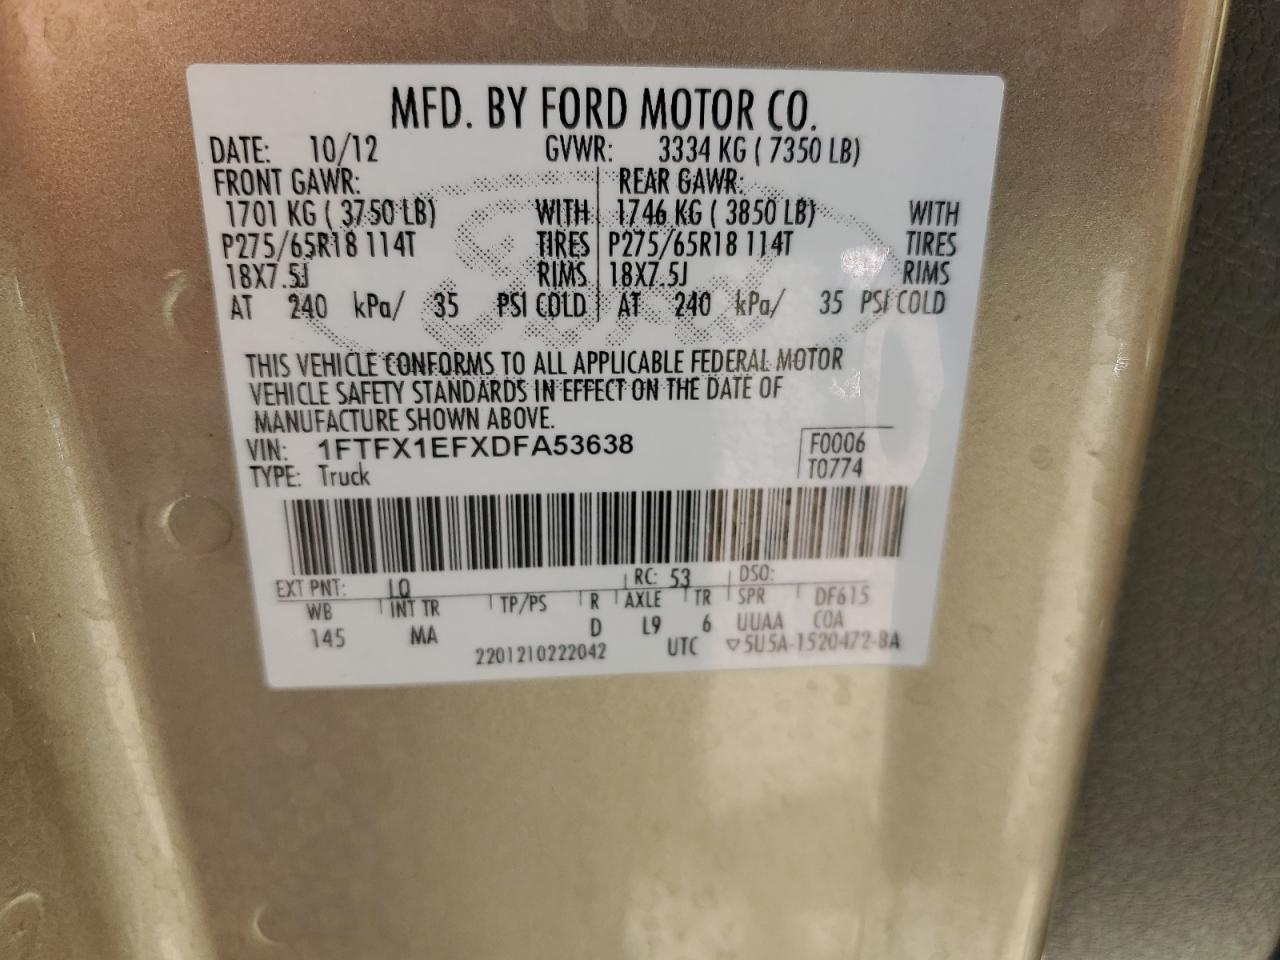 MFD. BY FORD MOTOR CO.
DATE: 10/12 GVWR: 3334 KG ( 7350 LB)
FRONT GAWR: REAR GAWR:
1701 KG ( 3750 LB) WITH 1746 KG ( 3850 LB) WITH
P275/65R18 114T TIRES P275/65R18 114T TIRES
18X7.5J RIMS 18X7.5J RIMS
AT 240 kPa/ 35 PSI COLD AT 240 kPa/ 35 PSI COLD
THIS VEHICLE CONFORMS TO ALL APPLICABLE FEDERAL MOTOR
VEHICLE SAFETY STANDARDS IN EFFECT ON THE DATE OF
MANUFACTURE SHOWN ABOVE.
VIN: 1FTFX1EFXDFA53638 F0006
TYPE: Truck T0774
EXT PNT: LQ RC: 53 DSO:
WB INT TR TP/PS R AXLE TR SPR DF615
145 MA D L9 6 UUAA COA
2201210222042 UTC ▽5U5A-1520472-BA